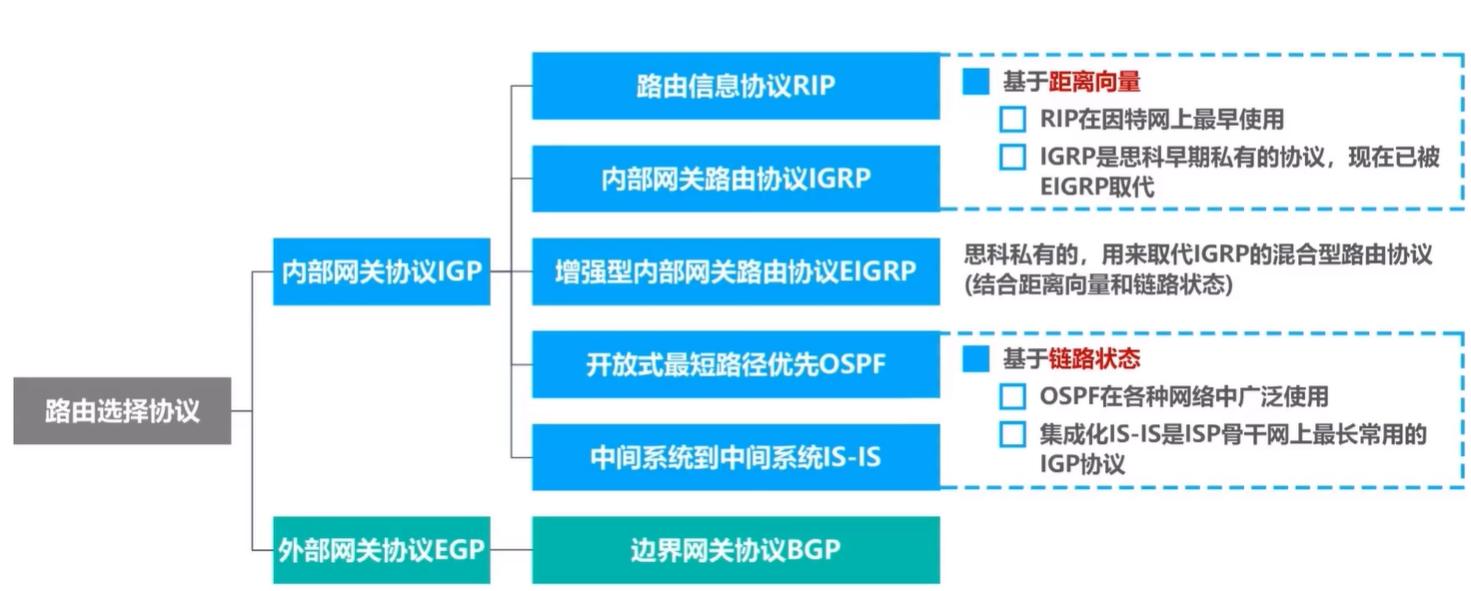 路由信息协议RIP
基于距离向量
RIP在因特网上最早使用
IGRP是思科早期私有的协议，现在已被
EIGRP取代
内部网关路由协议IGRP
内部网关协议IGP
增强型内部网关路由协议EIGRP
思科私有的，用来取代IGRP的混合型路由协议
(结合距离向量和链路状态)
开放式最短路径优先OSPF
基于链路状态
OSPF在各种网络中广泛使用
集成化IS-IS是ISP骨干网上最长常用的
IGP协议
路由选择协议
中间系统到中间系统IS-IS
外部网关协议EGP
边界网关协议BGP